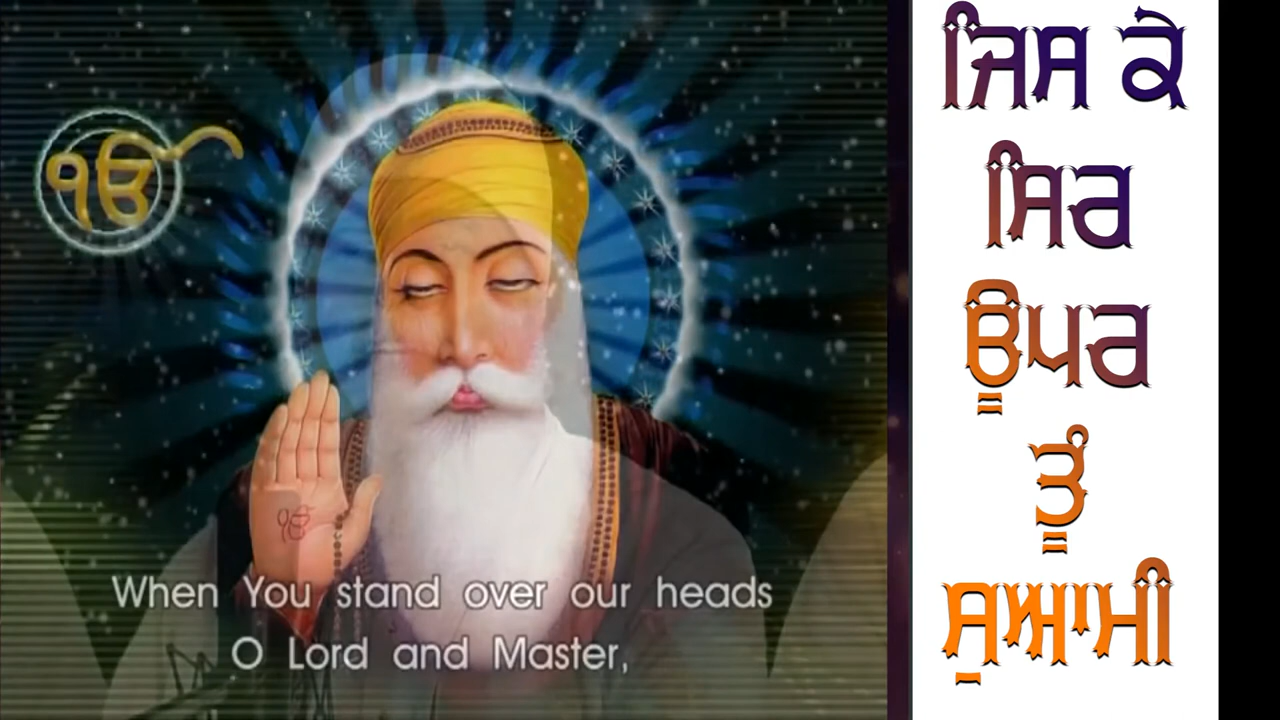 ੴ
ੴ
When You stand over our heads
O Lord and Master,
ਜਿਸ ਕੇ
ਸਿਰ
ਊਪਰ
ਤੂੰ
ਸੁਆਮੀ